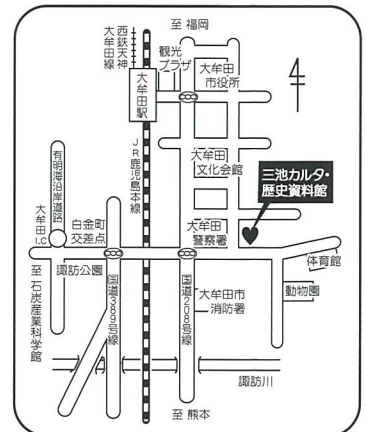 至 福岡
西鉄天神
大牟田線
観光
プラザ
大牟田
市役所
大牟田駅
JR鹿児島本線
大牟田
文化会館
三池カルタ・
歴史資料館
有明海沿岸道路
大牟田
I.C
白金町
交差点
大牟田
警察署
体育館
至 石炭産業科学館
諏訪公園
国道389号線
国道208号線
大牟田市
消防署
動物園
諏訪川
至 熊本